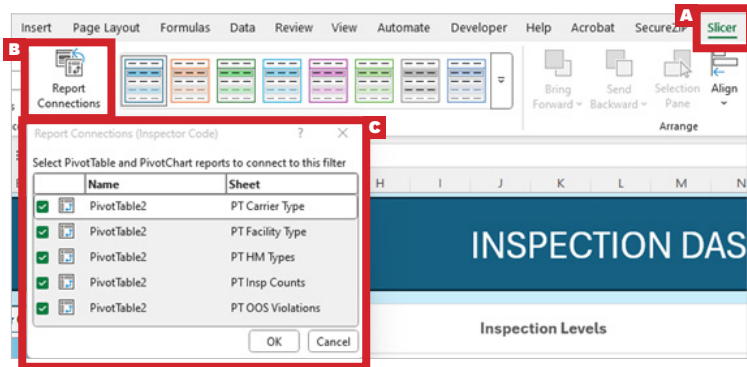 A
Insert Page Layout Formulas Data Review View Automate Developer Help Acrobat SecureZIP Slicer
B
Report
Connections
Bring
Forward
Send
Backward
Selection
Pane
Align
Arrange
C
Report Connections (Inspector Code) ? ×
Select PivotTable and PivotChart reports to connect to this filter
Name Sheet
PivotTable2 PT Carrier Type
PivotTable2 PT Facility Type
PivotTable2 PT HM Types
PivotTable2 PT Insp Counts
PivotTable2 PT OOS Violations
OK Cancel
H I J K L M N
INSPECTION DAS
Inspection Levels